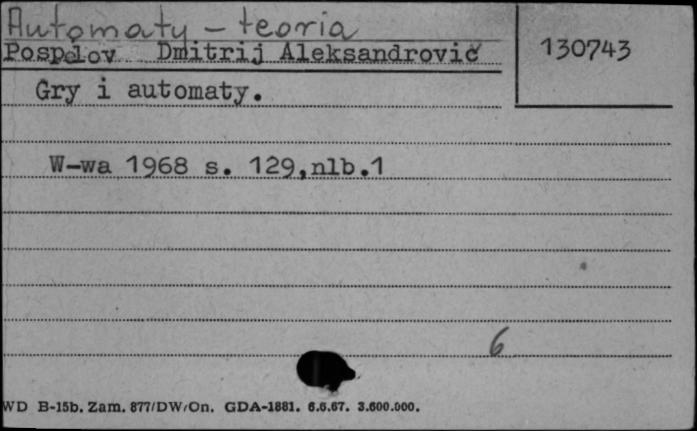 Automaty – teoria
Pospelov Dmitrij Aleksandrovič
130743
Gry i automaty.
W-wa 1968 s. 129,nlb.1
6
WD B-15b. Zam. 877/DW/On. GDA-1881. 6.6.67. 3.600.000.